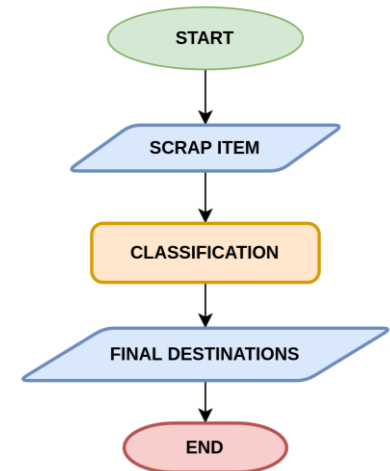 START
SCRAP ITEM
CLASSIFICATION
FINAL DESTINATIONS
END